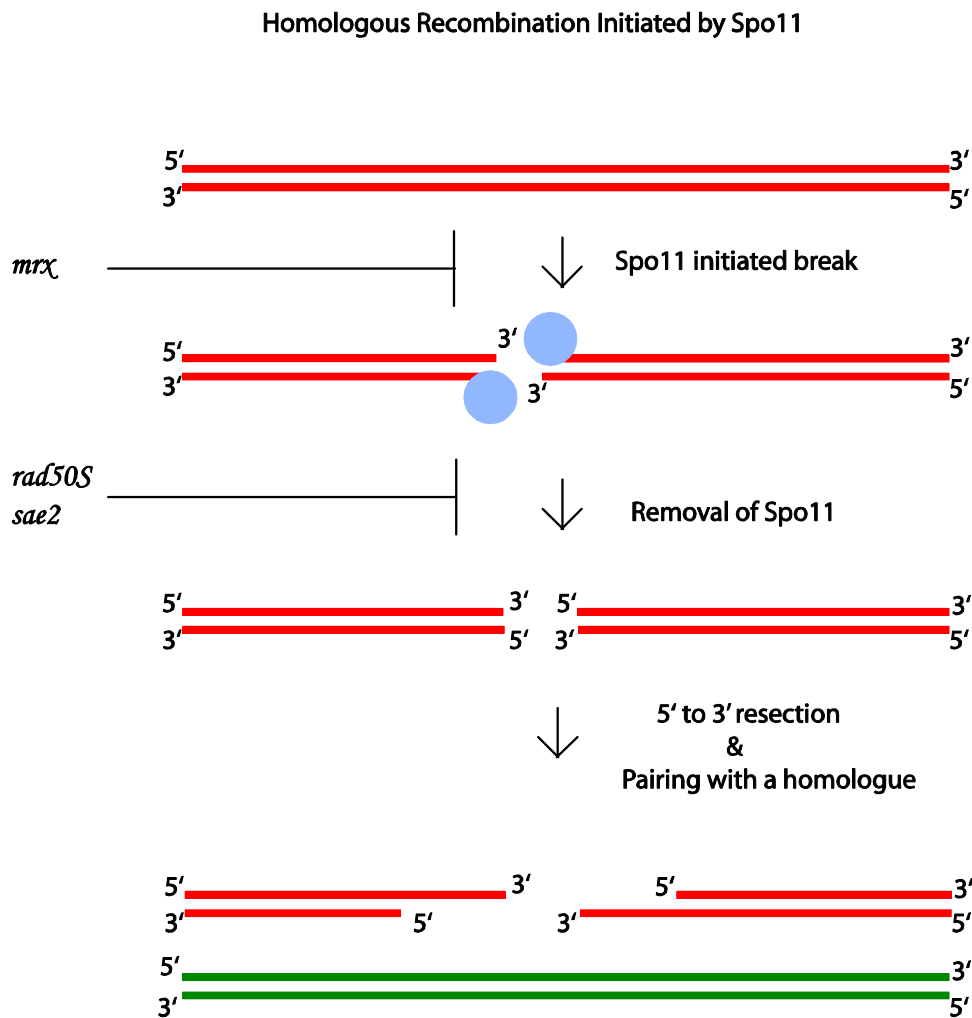 Homologous Recombination Initiated by Spo11
5‘ 3‘
3‘ 5‘
mrx Spo11 initiated break
3‘
5‘ 3‘
3‘ 3‘ 5‘
rad50S
sae2 Removal of Spo11
5‘ 3‘ 5‘ 3‘
3‘ 5‘ 3‘ 5‘
5‘ to 3’ resection
&
Pairing with a homologue
5‘ 3‘ 5‘ 3‘
3‘ 5‘ 3‘ 5‘
5‘ 3‘
3‘ 5‘